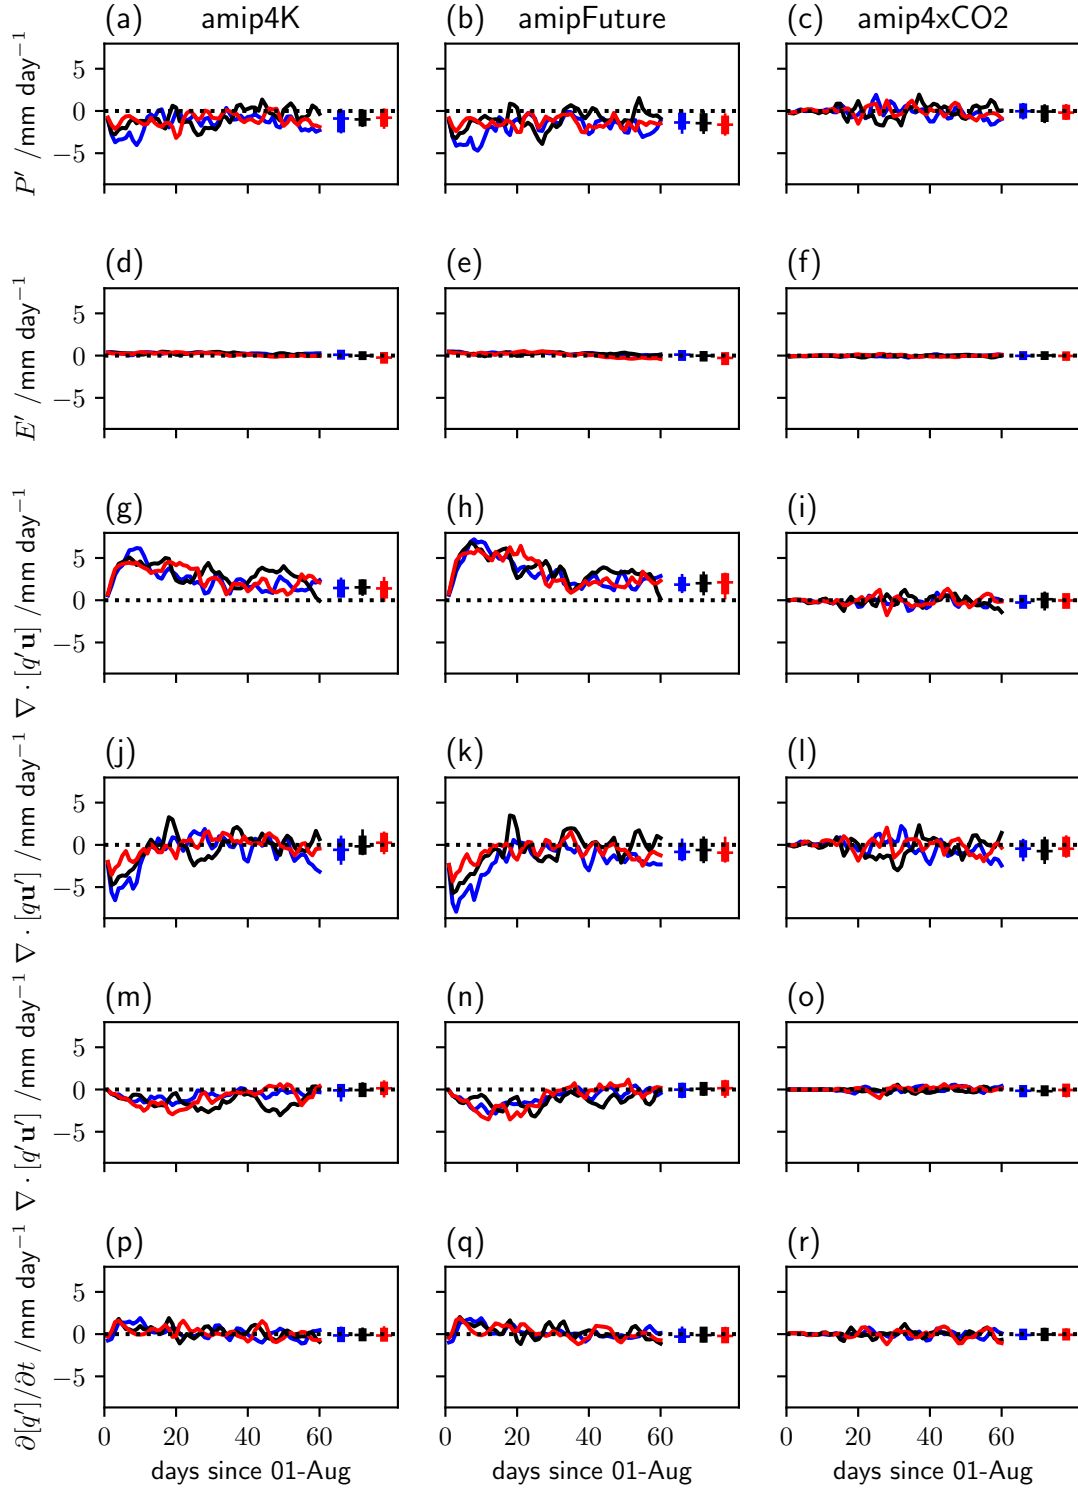 (a) amip4K
(b) amipFuture
(c) amip4xCO2
P′ /mm day⁻¹
5
0
−5
(d)
(e)
(f)
E′ /mm day⁻¹
5
0
−5
(g)
(h)
(i)
∇ · [q′𝐮] /mm day⁻¹
5
0
−5
(j)
(k)
(l)
∇ · [q𝐮′] /mm day⁻¹
5
0
−5
(m)
(n)
(o)
∇ · [q′𝐮′] /mm day⁻¹
5
0
−5
(p)
(q)
(r)
∂[q′]/∂t /mm day⁻¹
5
0
−5
0 20 40 60
0 20 40 60
0 20 40 60
days since 01-Aug
days since 01-Aug
days since 01-Aug